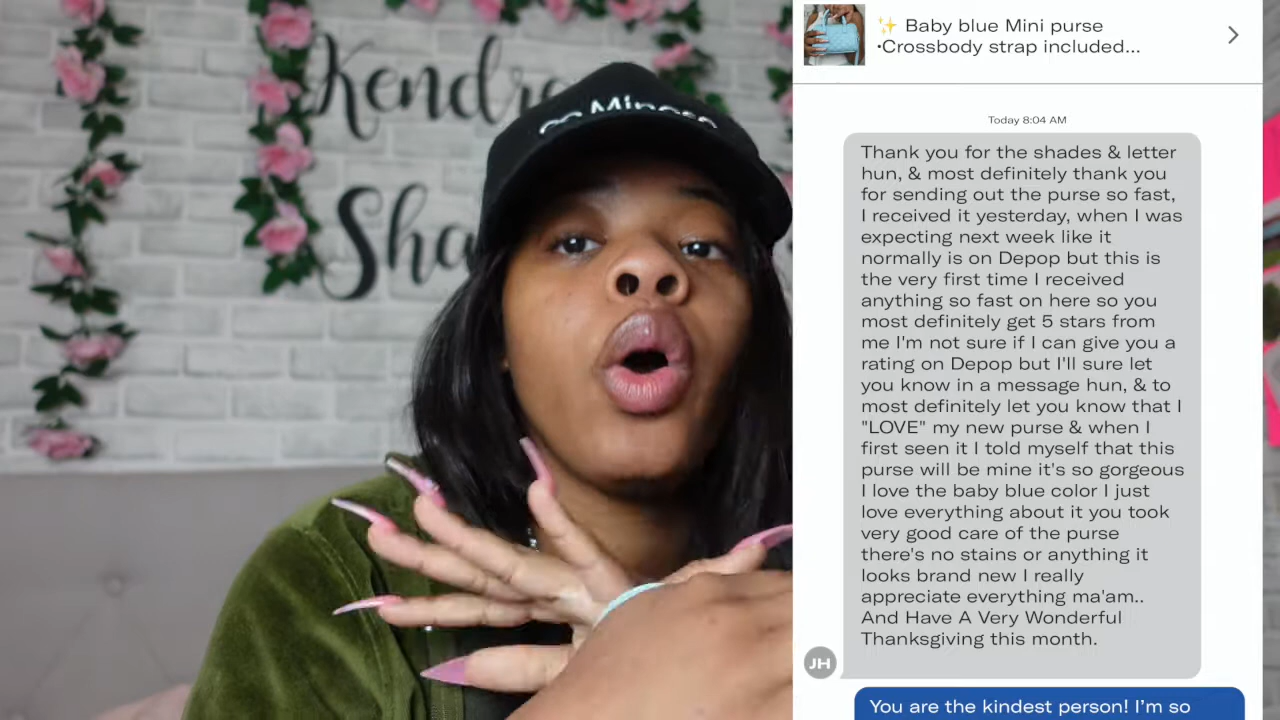 Kendre
Sha
✨ Baby blue Mini purse
•Crossbody strap included...
Today 8:04 AM
Thank you for the shades & letter
hun, & most definitely thank you
for sending out the purse so fast,
I received it yesterday, when I was
expecting next week like it
normally is on Depop but this is
the very first time I received
anything so fast on here so you
most definitely get 5 stars from
me I'm not sure if I can give you a
rating on Depop but I'll sure let
you know in a message hun, & to
most definitely let you know that I
"LOVE" my new purse & when I
first seen it I told myself that this
purse will be mine it's so gorgeous
I love the baby blue color I just
love everything about it you took
very good care of the purse
there's no stains or anything it
looks brand new I really
appreciate everything ma'am..
And Have A Very Wonderful
Thanksgiving this month.
JH
You are the kindest person! I'm so